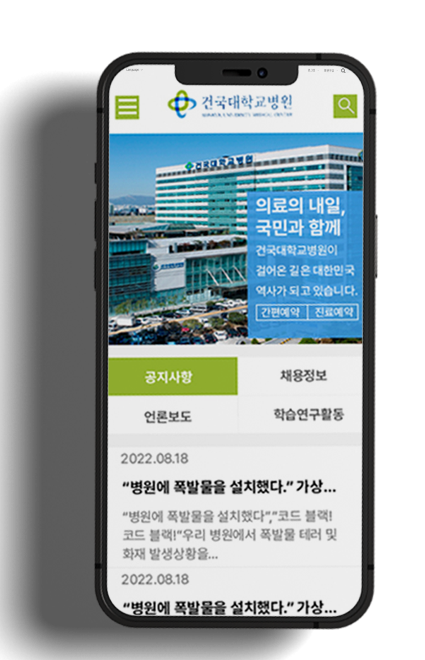 건국대학교병원
KONKUK UNIVERSITY MEDICAL CENTER
건국대학교병원
의료의 내일,
국민과 함께
건국대학교병원이
걸어온 길은 대한민국
역사가 되고 있습니다.
간편예약 진료예약
공지사항 채용정보
언론보도 학습연구활동
2022.08.18
“병원에 폭발물을 설치했다.” 가상...
“병원에 폭발물을 설치했다”,“코드 블랙!
코드 블랙!”우리 병원에서 폭발물 테러 및
화재 발생상황을...
2022.08.18
“병원에 폭발물을 설치했다.” 가상...